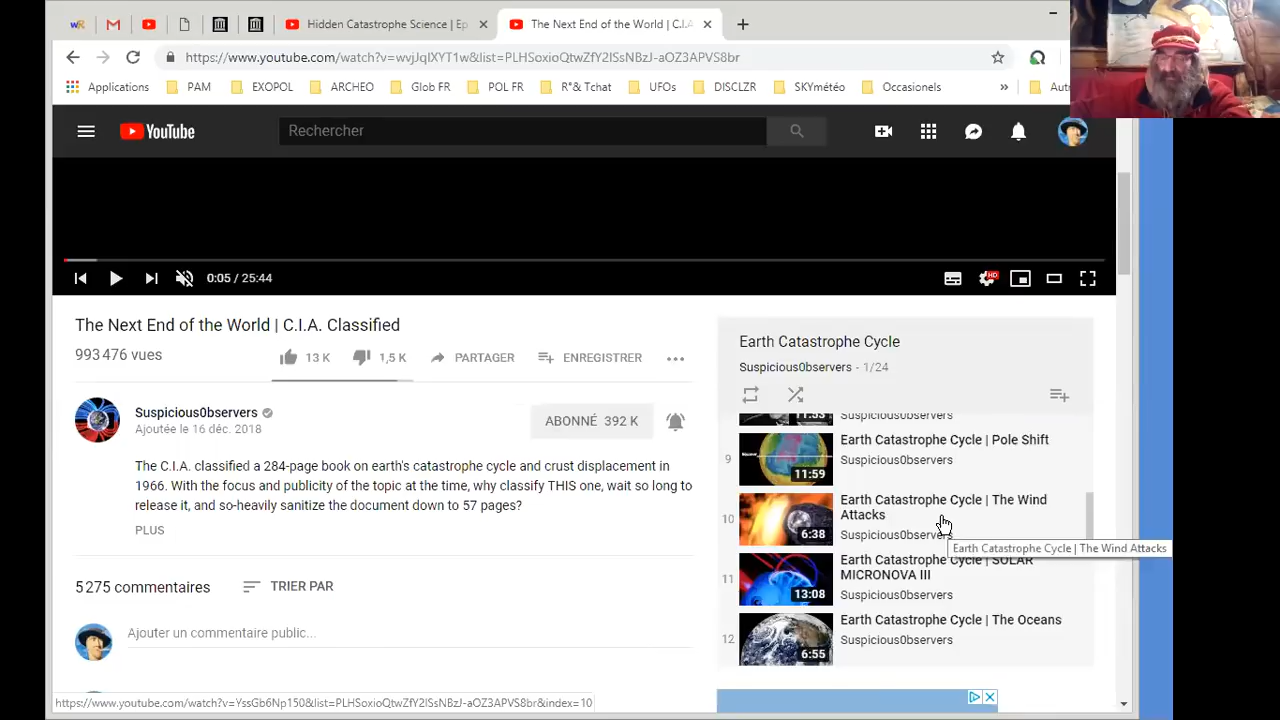 Hidden Catastrophe Science | Ep
The Next End of the World | C.I.A.
https://www.youtube.com/watch?v=wvjJqIXYT1w&list=PLHSoxioQtwZfY2ISsNBzJ-aOZ3APVS8br
Applications PAM EXOPOL ARCHEO Glob FR POL FR R°& Tchat UFOs DISCLZR SKYmétéo Occasionels »
YouTube
Rechercher
0:05 / 25:44
HD
The Next End of the World | C.I.A. Classified
993 476 vues
13 K 1,5 K PARTAGER ENREGISTRER
Suspicious0bservers
Ajoutée le 16 déc. 2018
ABONNÉ 392 K
The C.I.A. classified a 284-page book on earth's catastrophe cycle and crust displacement in
1966. With the focus and publicity of the topic at the time, why classify THIS one, wait so long to
release it, and so-heavily sanitize the document down to 57 pages?
PLUS
5 275 commentaires TRIER PAR
Ajouter un commentaire public...
Earth Catastrophe Cycle
Suspicious0bservers - 1/24
11:53
Suspicious0bservers
9
11:59
Earth Catastrophe Cycle | Pole Shift
Suspicious0bservers
10
6:38
Earth Catastrophe Cycle | The Wind
Attacks
Suspicious0bservers
Earth Catastrophe Cycle | The Wind Attacks
11
13:08
Earth Catastrophe Cycle | SOLAR
MICRONOVA III
Suspicious0bservers
12
6:55
Earth Catastrophe Cycle | The Oceans
Suspicious0bservers
https://www.youtube.com/watch?v=YssGb6Np150&list=PLHSoxioQtwZfY2ISsNBzJ-aOZ3APVS8br&index=10